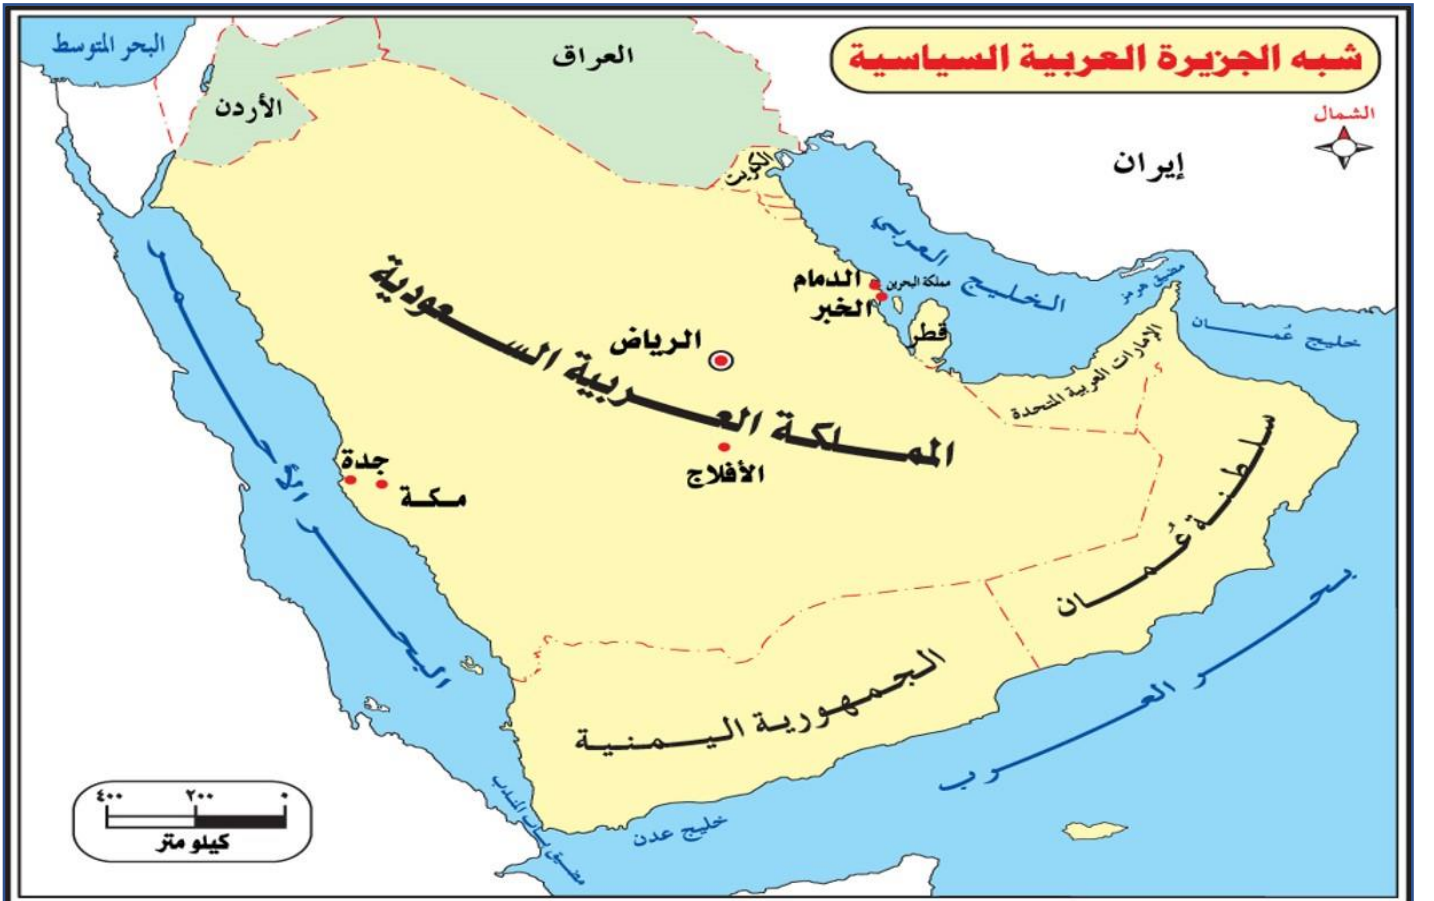 شبه الجزيرة العربية السياسية
البحر المتوسط
العراق
الأردن
الشمال
إيران
الكويت
الخليج العربي
مضيق هرمز
خليج عُمان
الدمام
مملكة البحرين
الخبر
قطر
الرياض
الإمارات العربية المتحدة
المملكة العربية السعودية
الأفلاج
جدة
مكة
البحر الأحمر
سلطنة عُمان
بحر العرب
الجمهورية اليمنية
مضيق باب المندب
خليج عدن
٤٠٠ ٢٠٠ ٠
كيلو متر